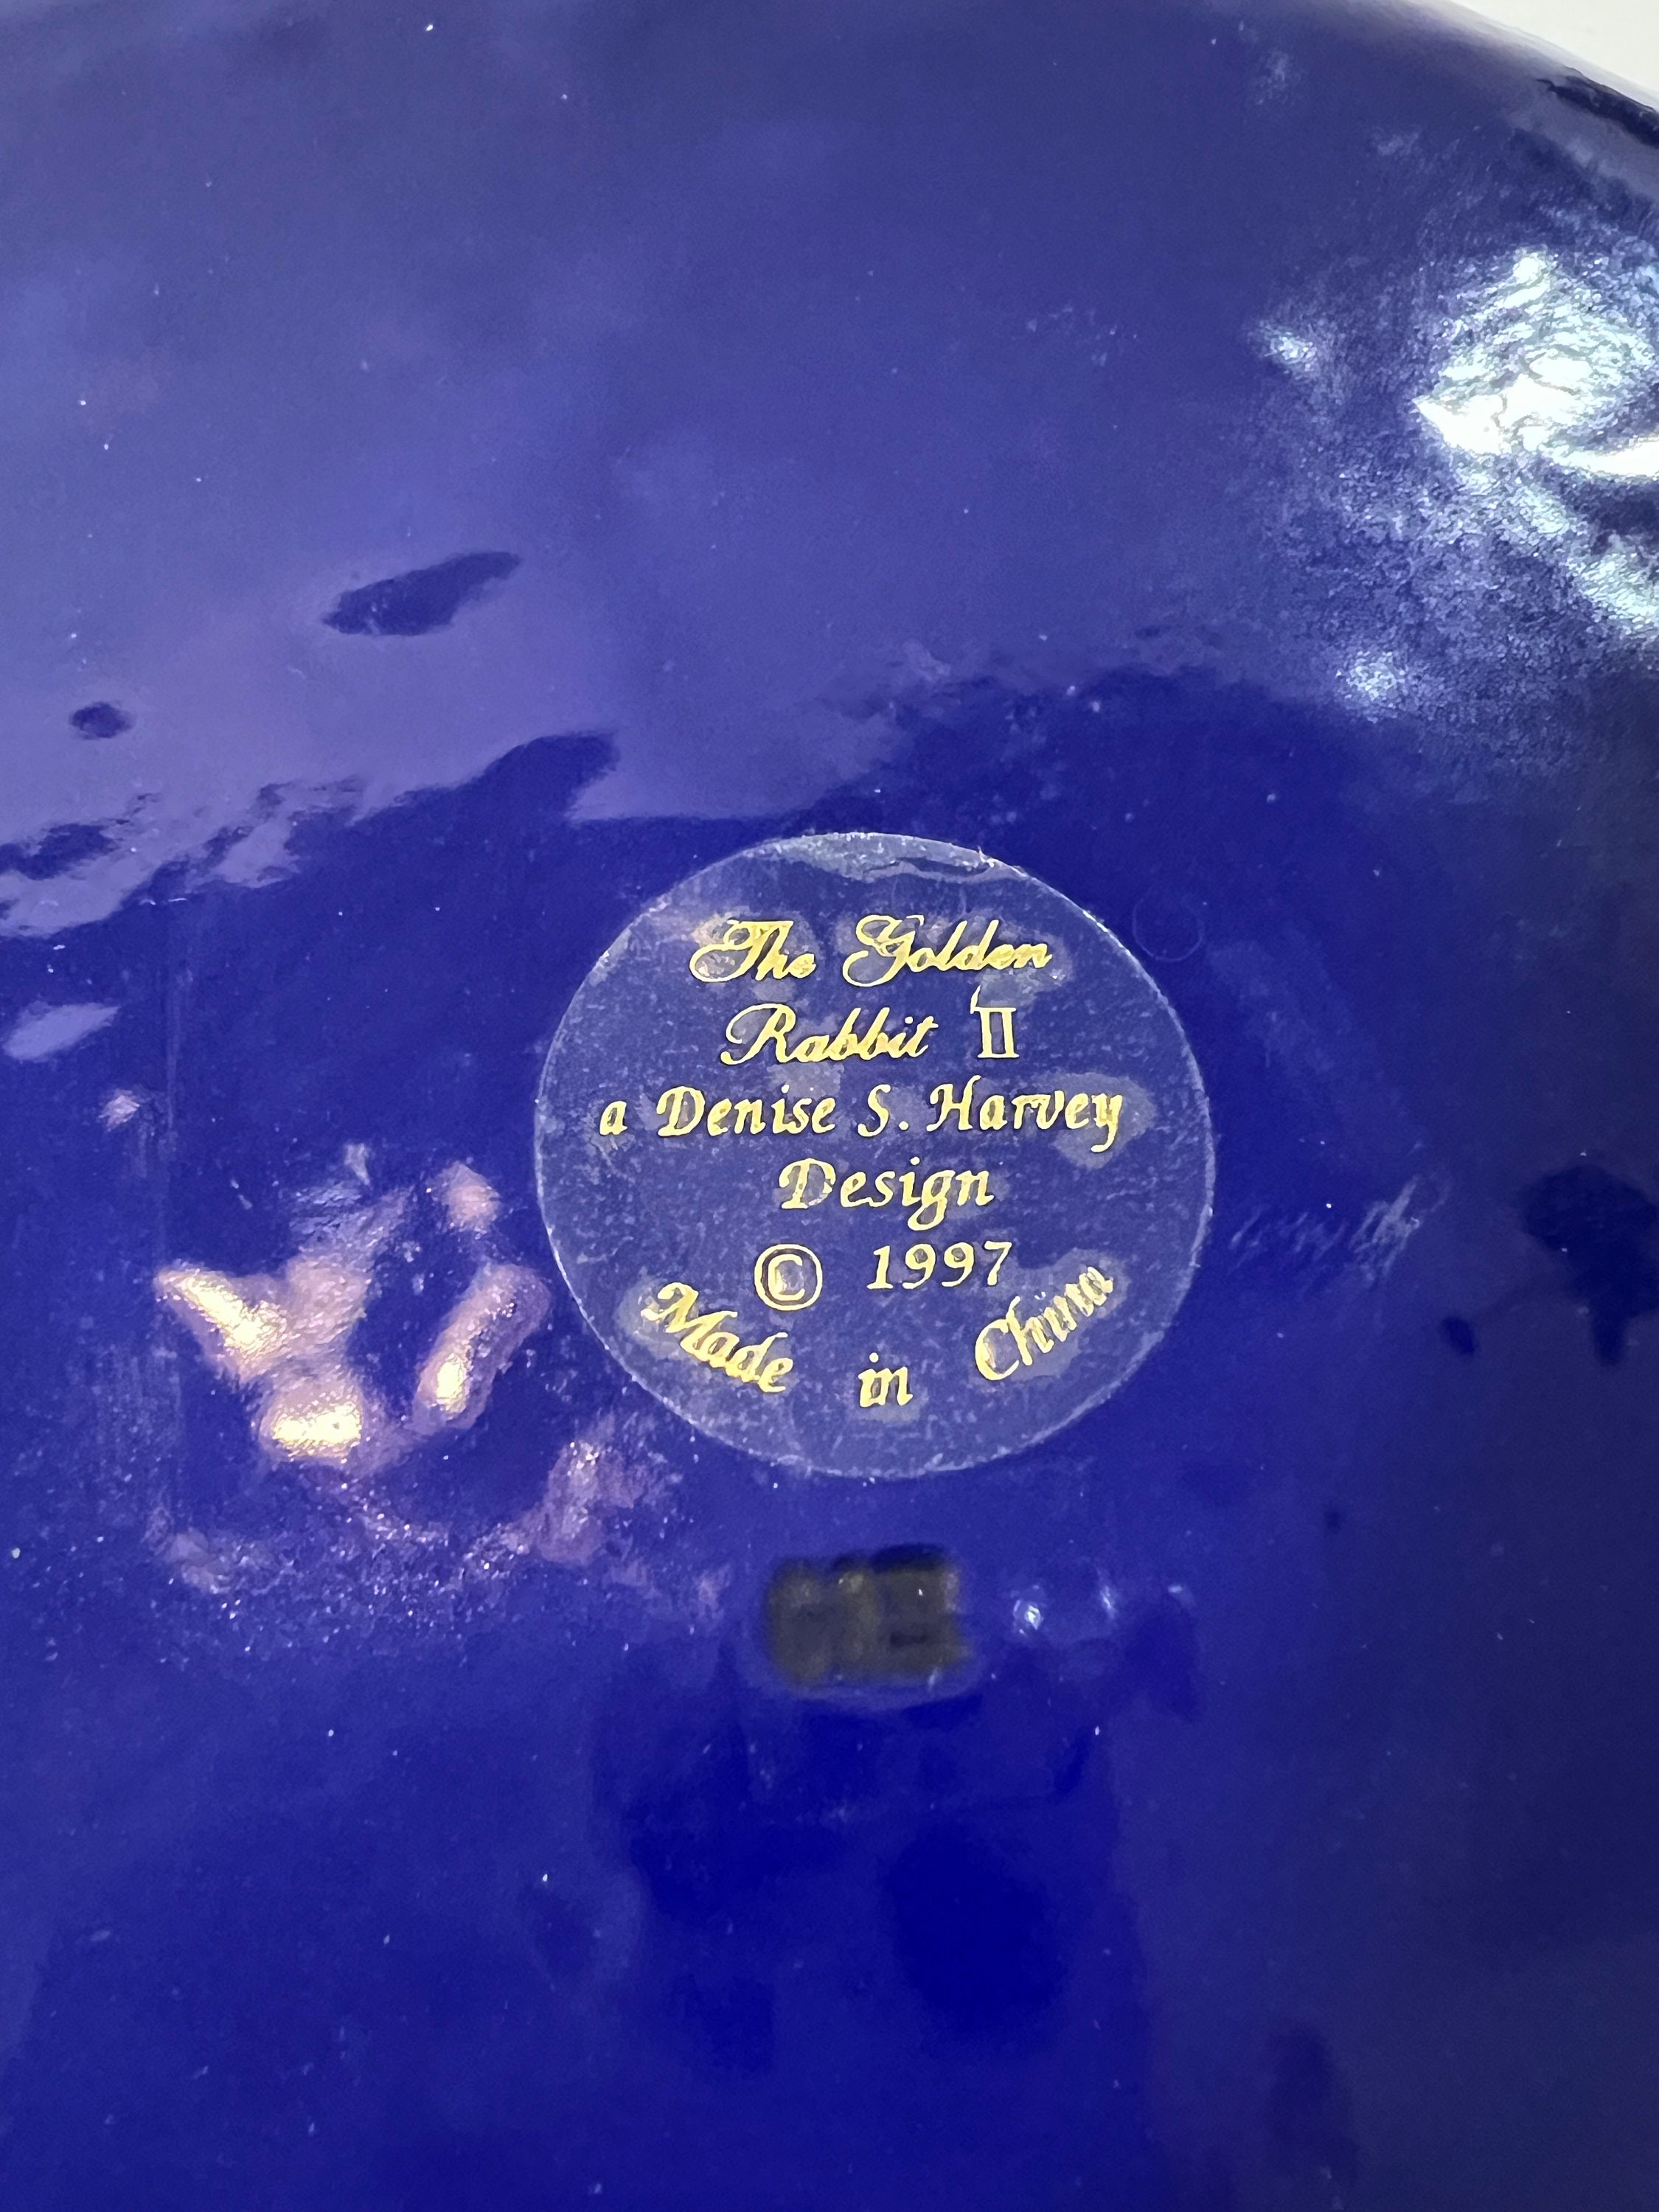 The Golden
Rabbit II
a Denise S. Harvey
Design
© 1997
Made in China